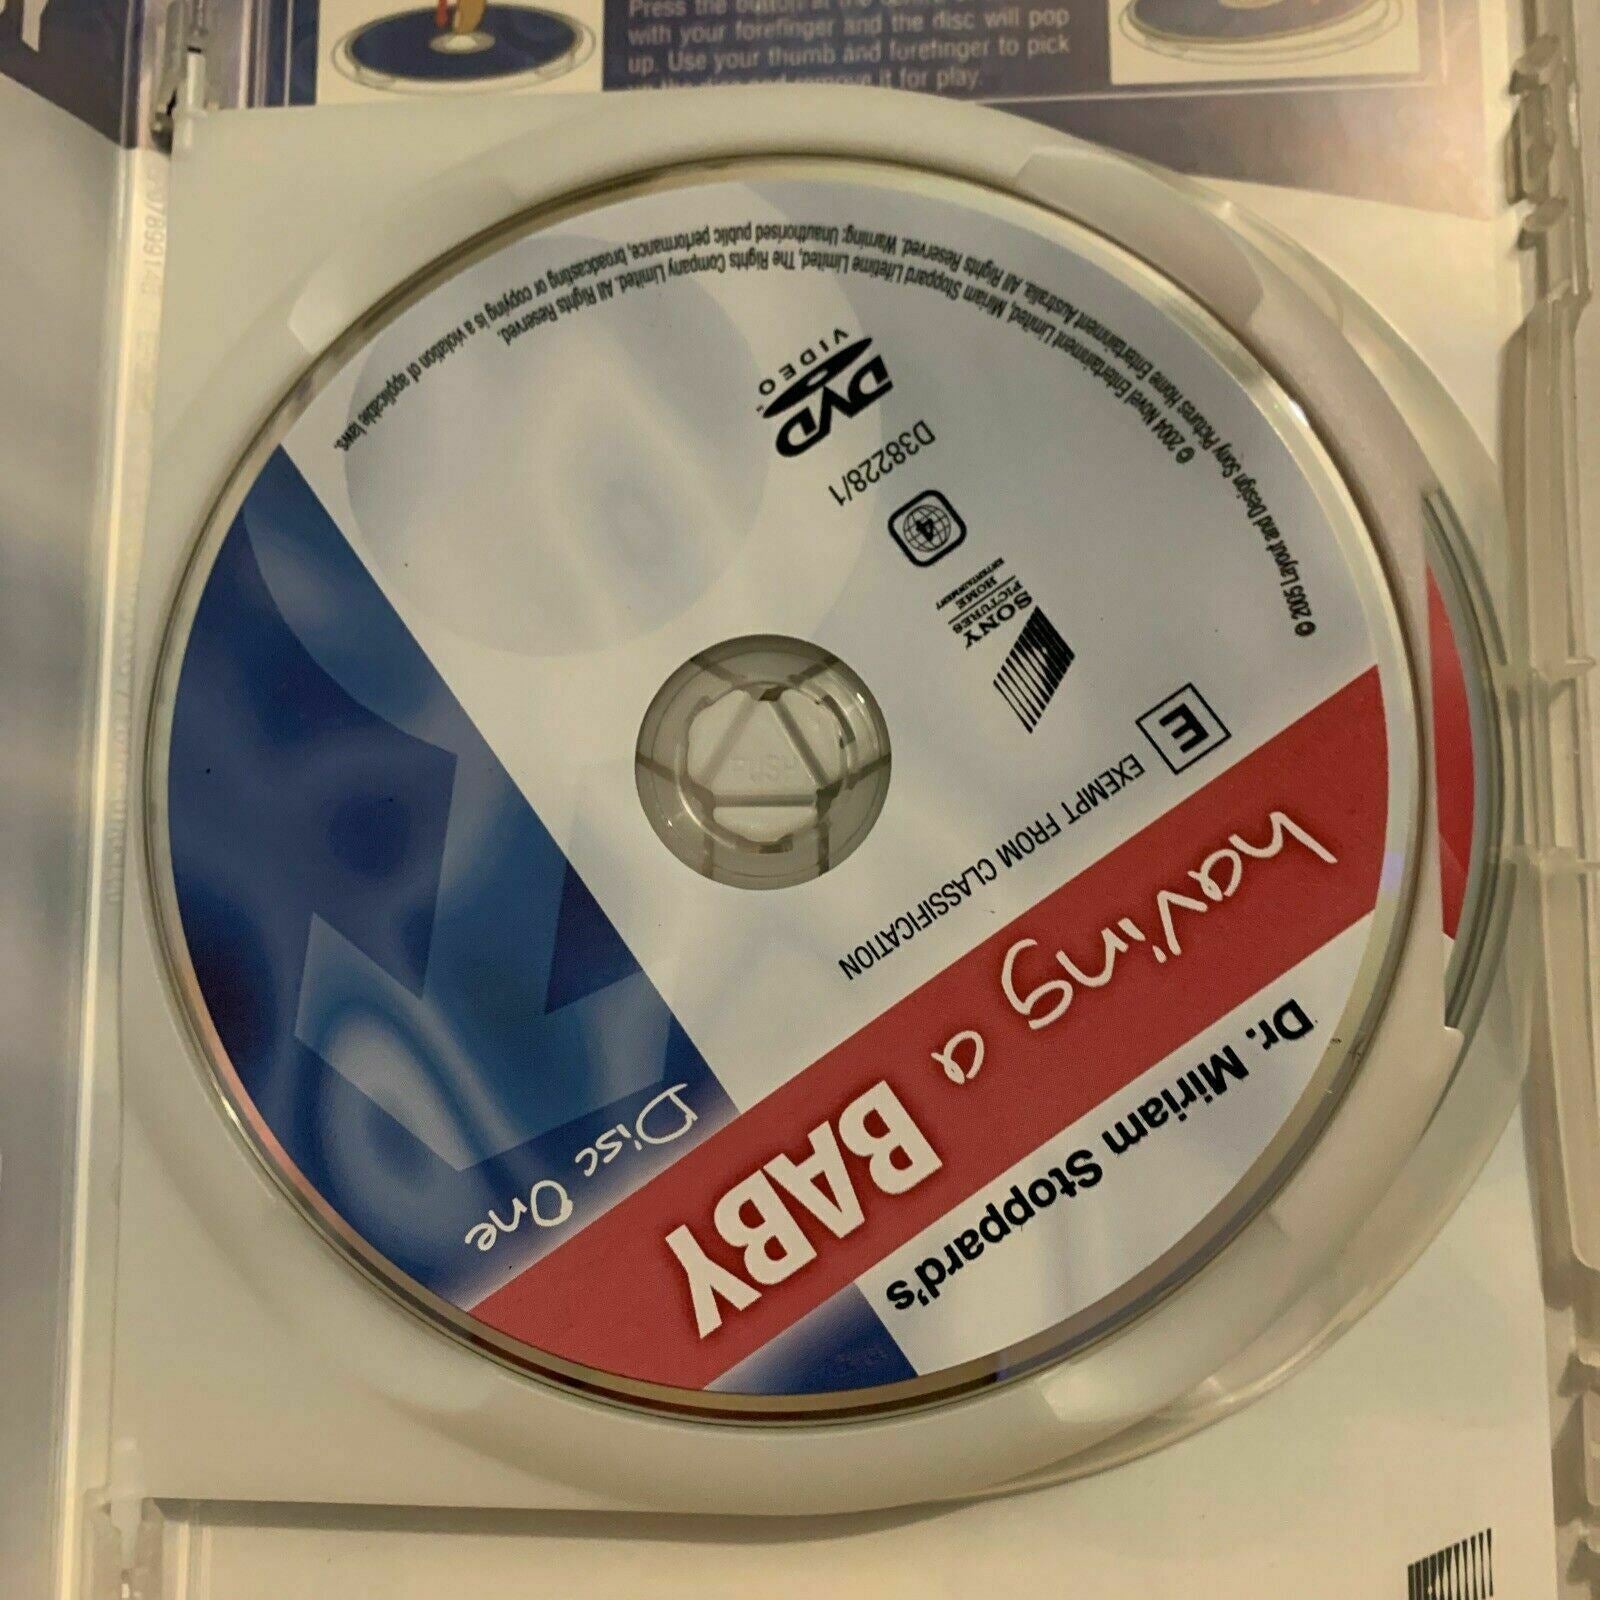 Press the button at the
with your forefinger and the disc will pop
up. Use your thumb and forefinger to pick
up the disc and remove it for play.
Dr. Miriam Stoppard's
having a BABY
Disc One
E EXEMPT FROM CLASSIFICATION
SONY
PICTURES
HOME
ENTERTAINMENT
4
D38228/1
DVD
VIDEO
© 2004 Novel Entertainment Limited, Miriam Stoppard Lifetime Limited, The Rights Company Limited. All Rights Reserved.
© 2005 Layout and Design Sony Pictures Home Entertainment Australia. All Rights Reserved. Warning: Unauthorised public performance, broadcasting or copying is a violation of applicable laws.